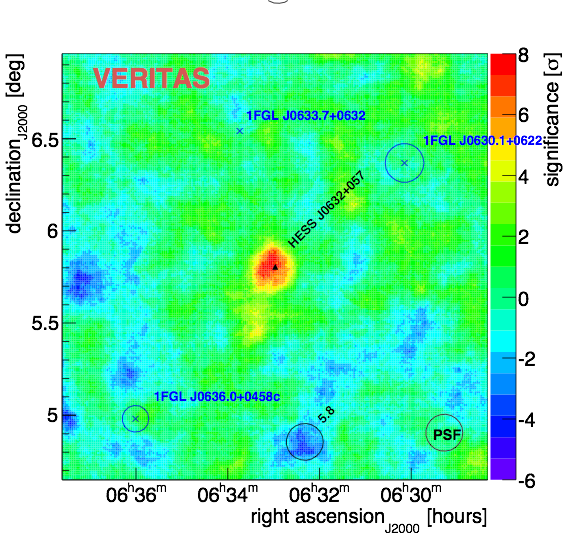 VERITAS
1FGL J0633.7+0632
1FGL J0630.1+0622
HESS J0632+057
1FGL J0636.0+0458c
5.8
PSF
declination J2000 [deg]
6.5
6
5.5
5
06h36m
06h34m
06h32m
06h30m
right ascension J2000 [hours]
significance [σ]
8
6
4
2
0
-2
-4
-6